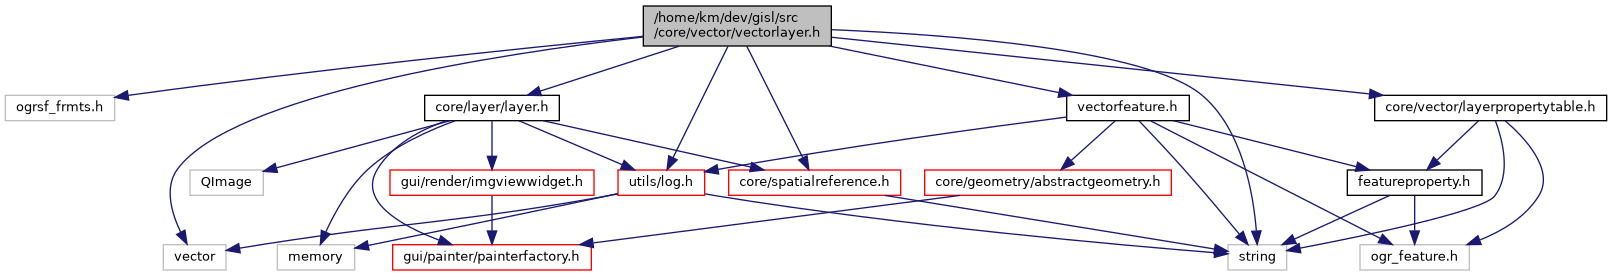 /home/km/dev/gisl/src
/core/vector/vectorlayer.h
ogrsf_frmts.h
core/layer/layer.h
vectorfeature.h
core/vector/layerpropertytable.h
QImage
gui/render/imgviewwidget.h
utils/log.h
core/spatialreference.h
core/geometry/abstractgeometry.h
featureproperty.h
vector
memory
gui/painter/painterfactory.h
string
ogr_feature.h